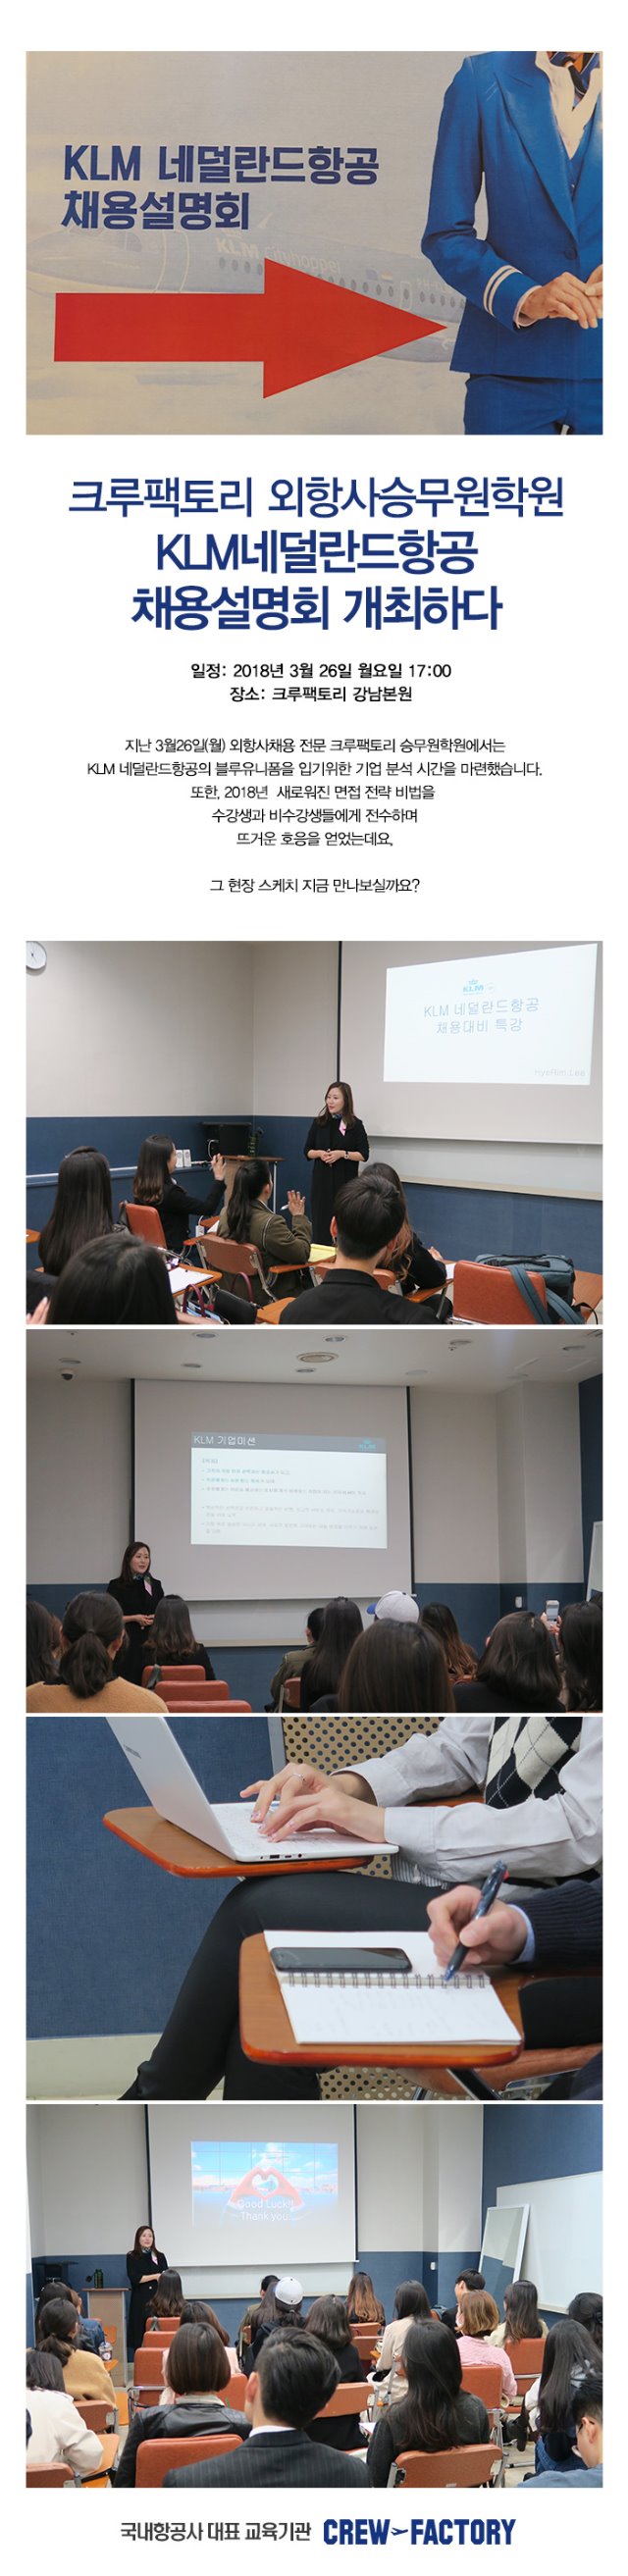 KLM 네덜란드항공
채용설명회
KLM cityhopper
크루팩토리 외항사승무원학원
KLM네덜란드항공
채용설명회 개최하다
일정: 2018년 3월 26일 월요일 17:00
장소: 크루팩토리 강남본원
지난 3월26일(월) 외항사채용 전문 크루팩토리 승무원학원에서는
KLM 네덜란드항공의 블루유니폼을 입기위한 기업 분석 시간을 마련했습니다.
또한, 2018년 새로워진 면접 전략 비법을
수강생과 비수강생들에게 전수하며
뜨거운 호응을 얻었는데요,
그 현장 스케치 지금 만나보실까요?
KLM
KLM 네덜란드항공
채용대비 특강
HyeRim.Lee
KLM 기업미션
KLM
Good Luck!!
Thank you...
국내항공사 대표 교육기관 CREW FACTORY